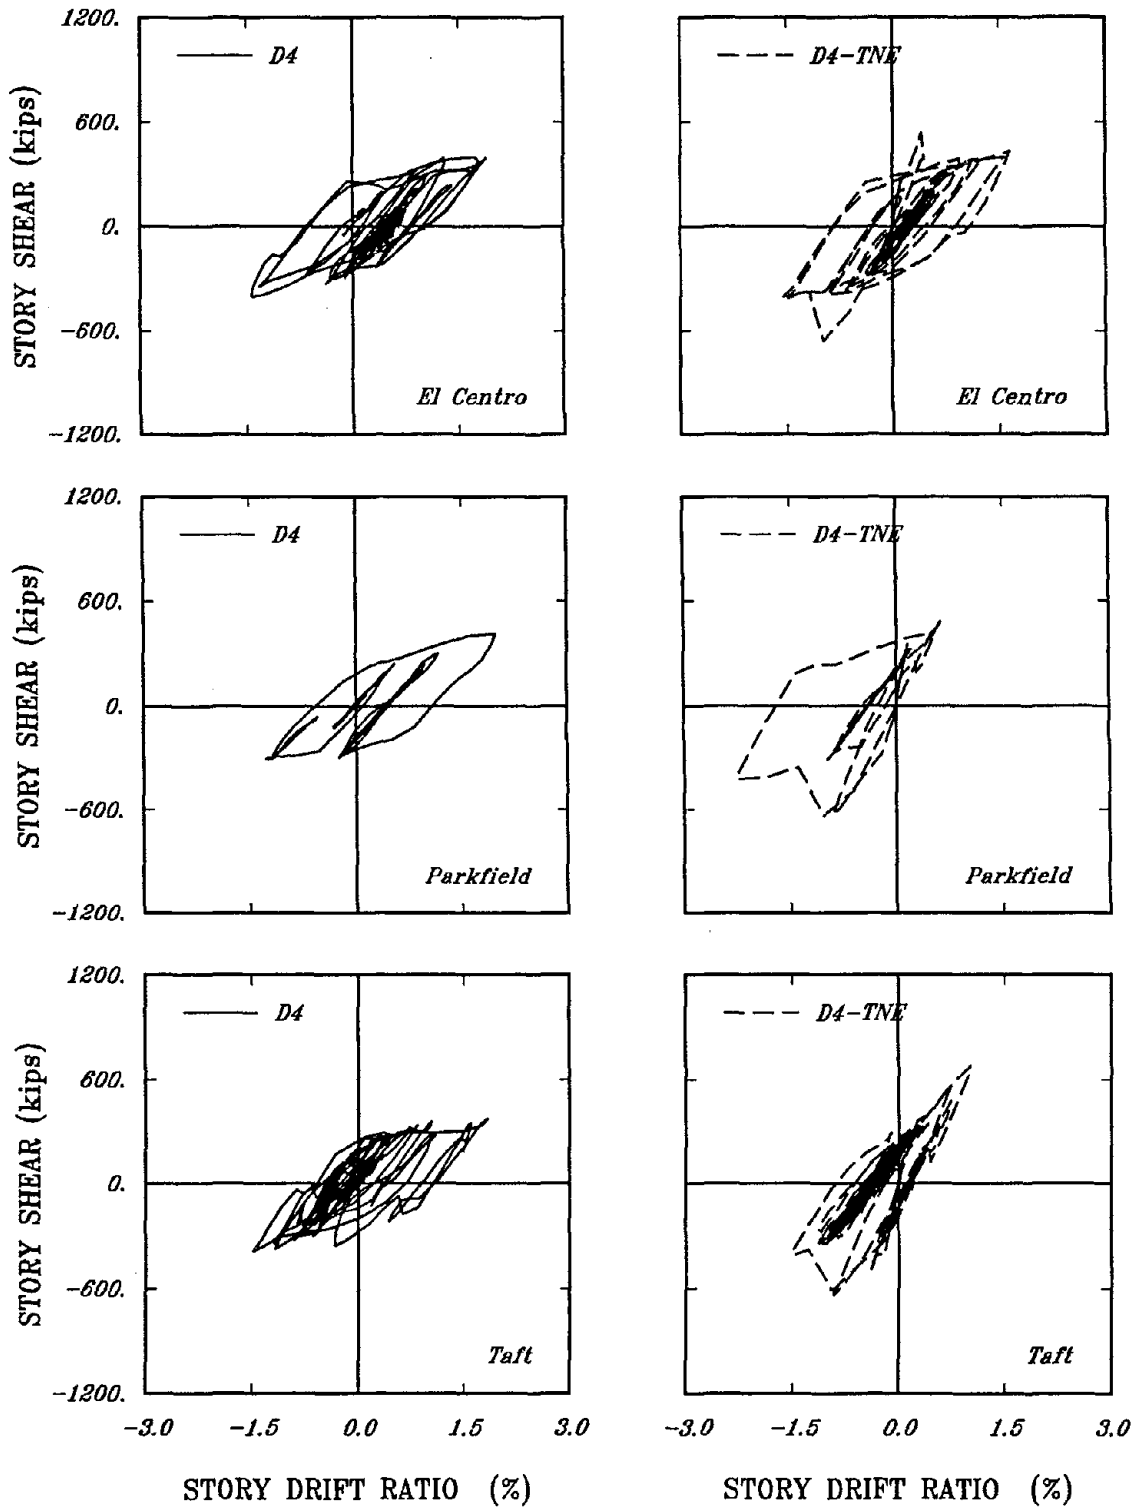 1200.
600.
0.
-600.
-1200.
STORY SHEAR (kips)
D4
El Centro
D4-TNE
El Centro
1200.
600.
0.
-600.
-1200.
STORY SHEAR (kips)
D4
Parkfield
D4-TNE
Parkfield
1200.
600.
0.
-600.
-1200.
STORY SHEAR (kips)
D4
Taft
D4-TNE
Taft
-3.0 -1.5 0.0 1.5 3.0
-3.0 -1.5 0.0 1.5 3.0
STORY DRIFT RATIO (%)
STORY DRIFT RATIO (%)